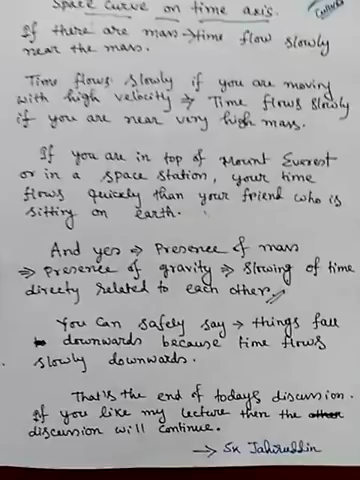 Space Curve on time axis.
If there are mass → time flow slowly
near the mass.
Time flows slowly if you are moving
with high velocity ⇒ Time flows slowly
if you are near very high mass.
If you are in top of Mount Everest
or in a space station, your time
flows quickly than your friend who is
sitting on earth.
And yes ⇒ Presence of mass
⇒ Presence of gravity ⇒ Slowing of time
directly related to each other.
You can safely say → things fall
downwards because time flows
slowly downwards.
That's the end of todays discussion.
If you like my lecture then the
discussion will continue.
→ Sk Jahiruddin